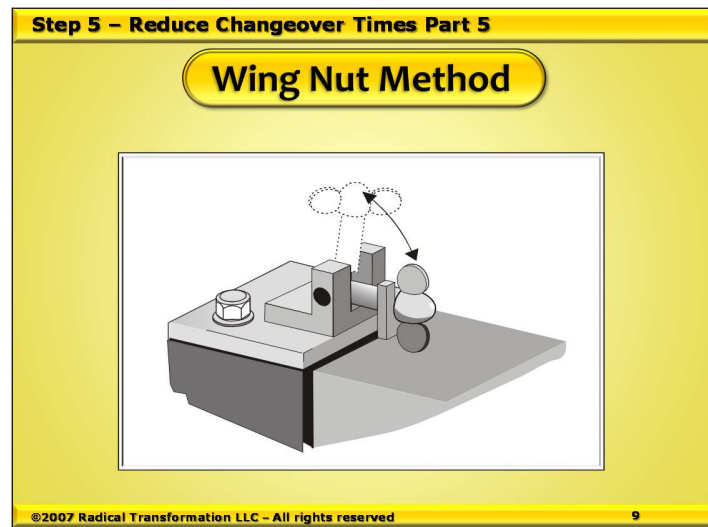 Step 5 – Reduce Changeover Times Part 5
Wing Nut Method
©2007 Radical Transformation LLC – All rights reserved 9